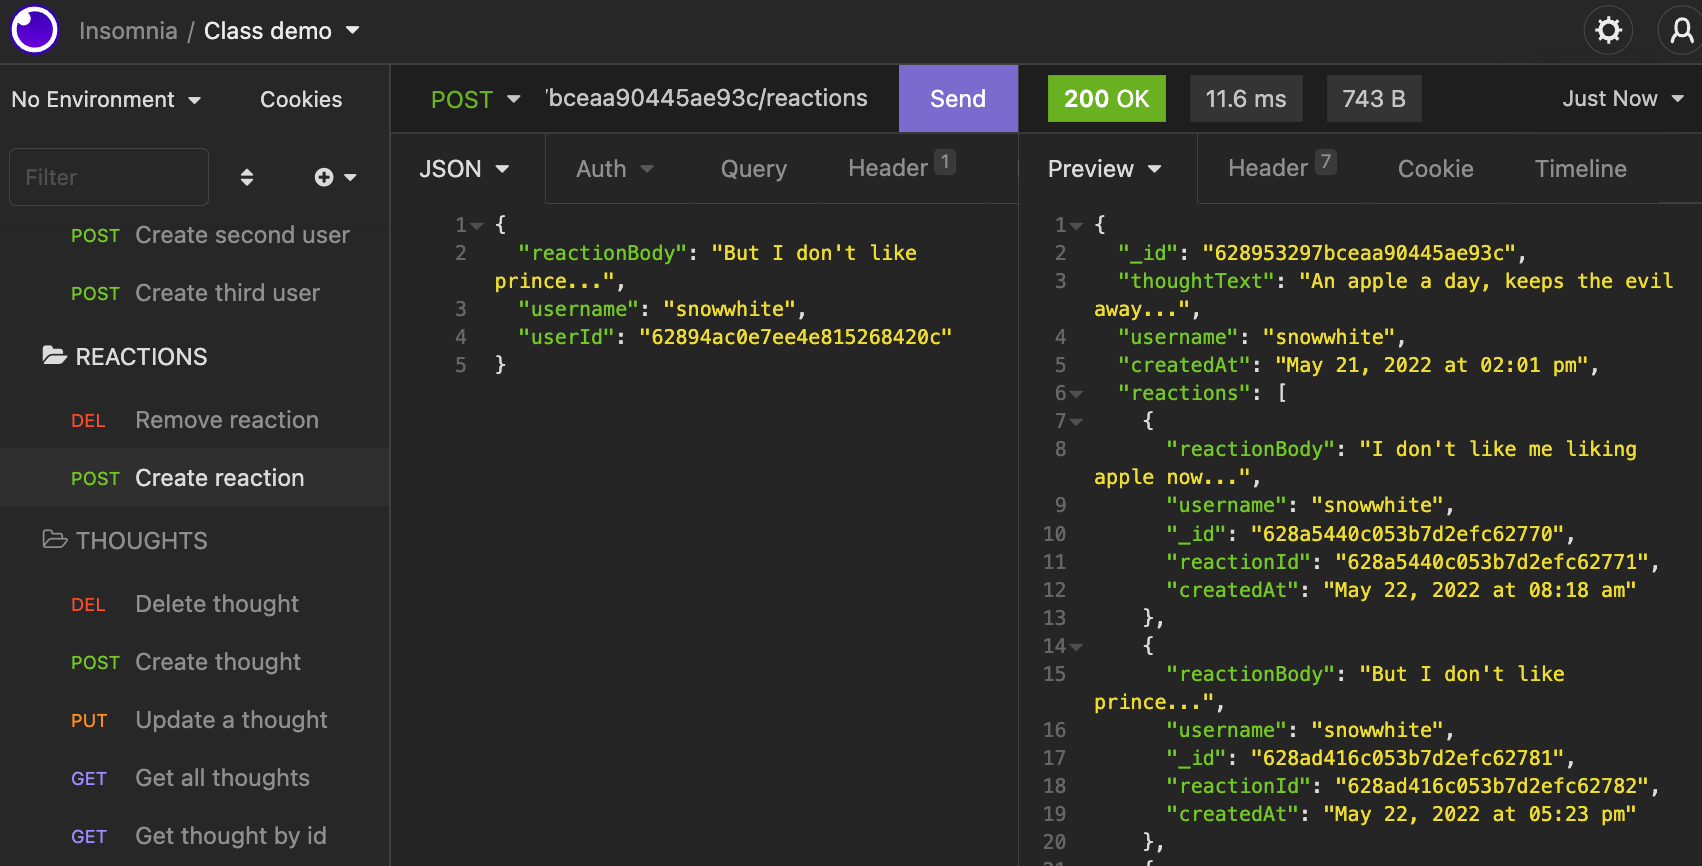 Insomnia / Class demo
No Environment
Cookies
POST
bceaa90445ae93c/reactions
Send
200 OK
11.6 ms
743 B
Just Now
Filter
POST Create second user
POST Create third user
REACTIONS
DEL Remove reaction
POST Create reaction
THOUGHTS
DEL Delete thought
POST Create thought
PUT Update a thought
GET Get all thoughts
GET Get thought by id
JSON
Auth
Query
Header 1
1 {
2 "reactionBody": "But I don't like
prince...",
3 "username": "snowwhite",
4 "userId": "62894ac0e7ee4e815268420c"
5 }
Preview
Header 7
Cookie
Timeline
1 {
2 "_id": "628953297bceaa90445ae93c",
3 "thoughtText": "An apple a day, keeps the evil
away...",
4 "username": "snowwhite",
5 "createdAt": "May 21, 2022 at 02:01 pm",
6 "reactions": [
7 {
8 "reactionBody": "I don't like me liking
apple now...",
9 "username": "snowwhite",
10 "_id": "628a5440c053b7d2efc62770",
11 "reactionId": "628a5440c053b7d2efc62771",
12 "createdAt": "May 22, 2022 at 08:18 am"
13 },
14 {
15 "reactionBody": "But I don't like
prince...",
16 "username": "snowwhite",
17 "_id": "628ad416c053b7d2efc62781",
18 "reactionId": "628ad416c053b7d2efc62782",
19 "createdAt": "May 22, 2022 at 05:23 pm"
20 },